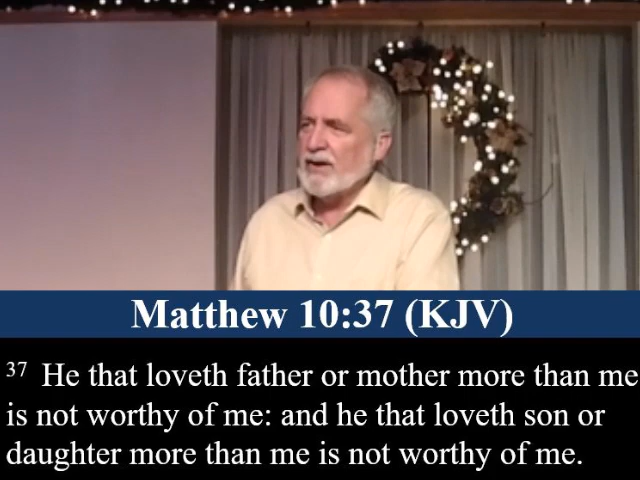 Matthew 10:37 (KJV)
37 He that loveth father or mother more than me
is not worthy of me: and he that loveth son or
daughter more than me is not worthy of me.